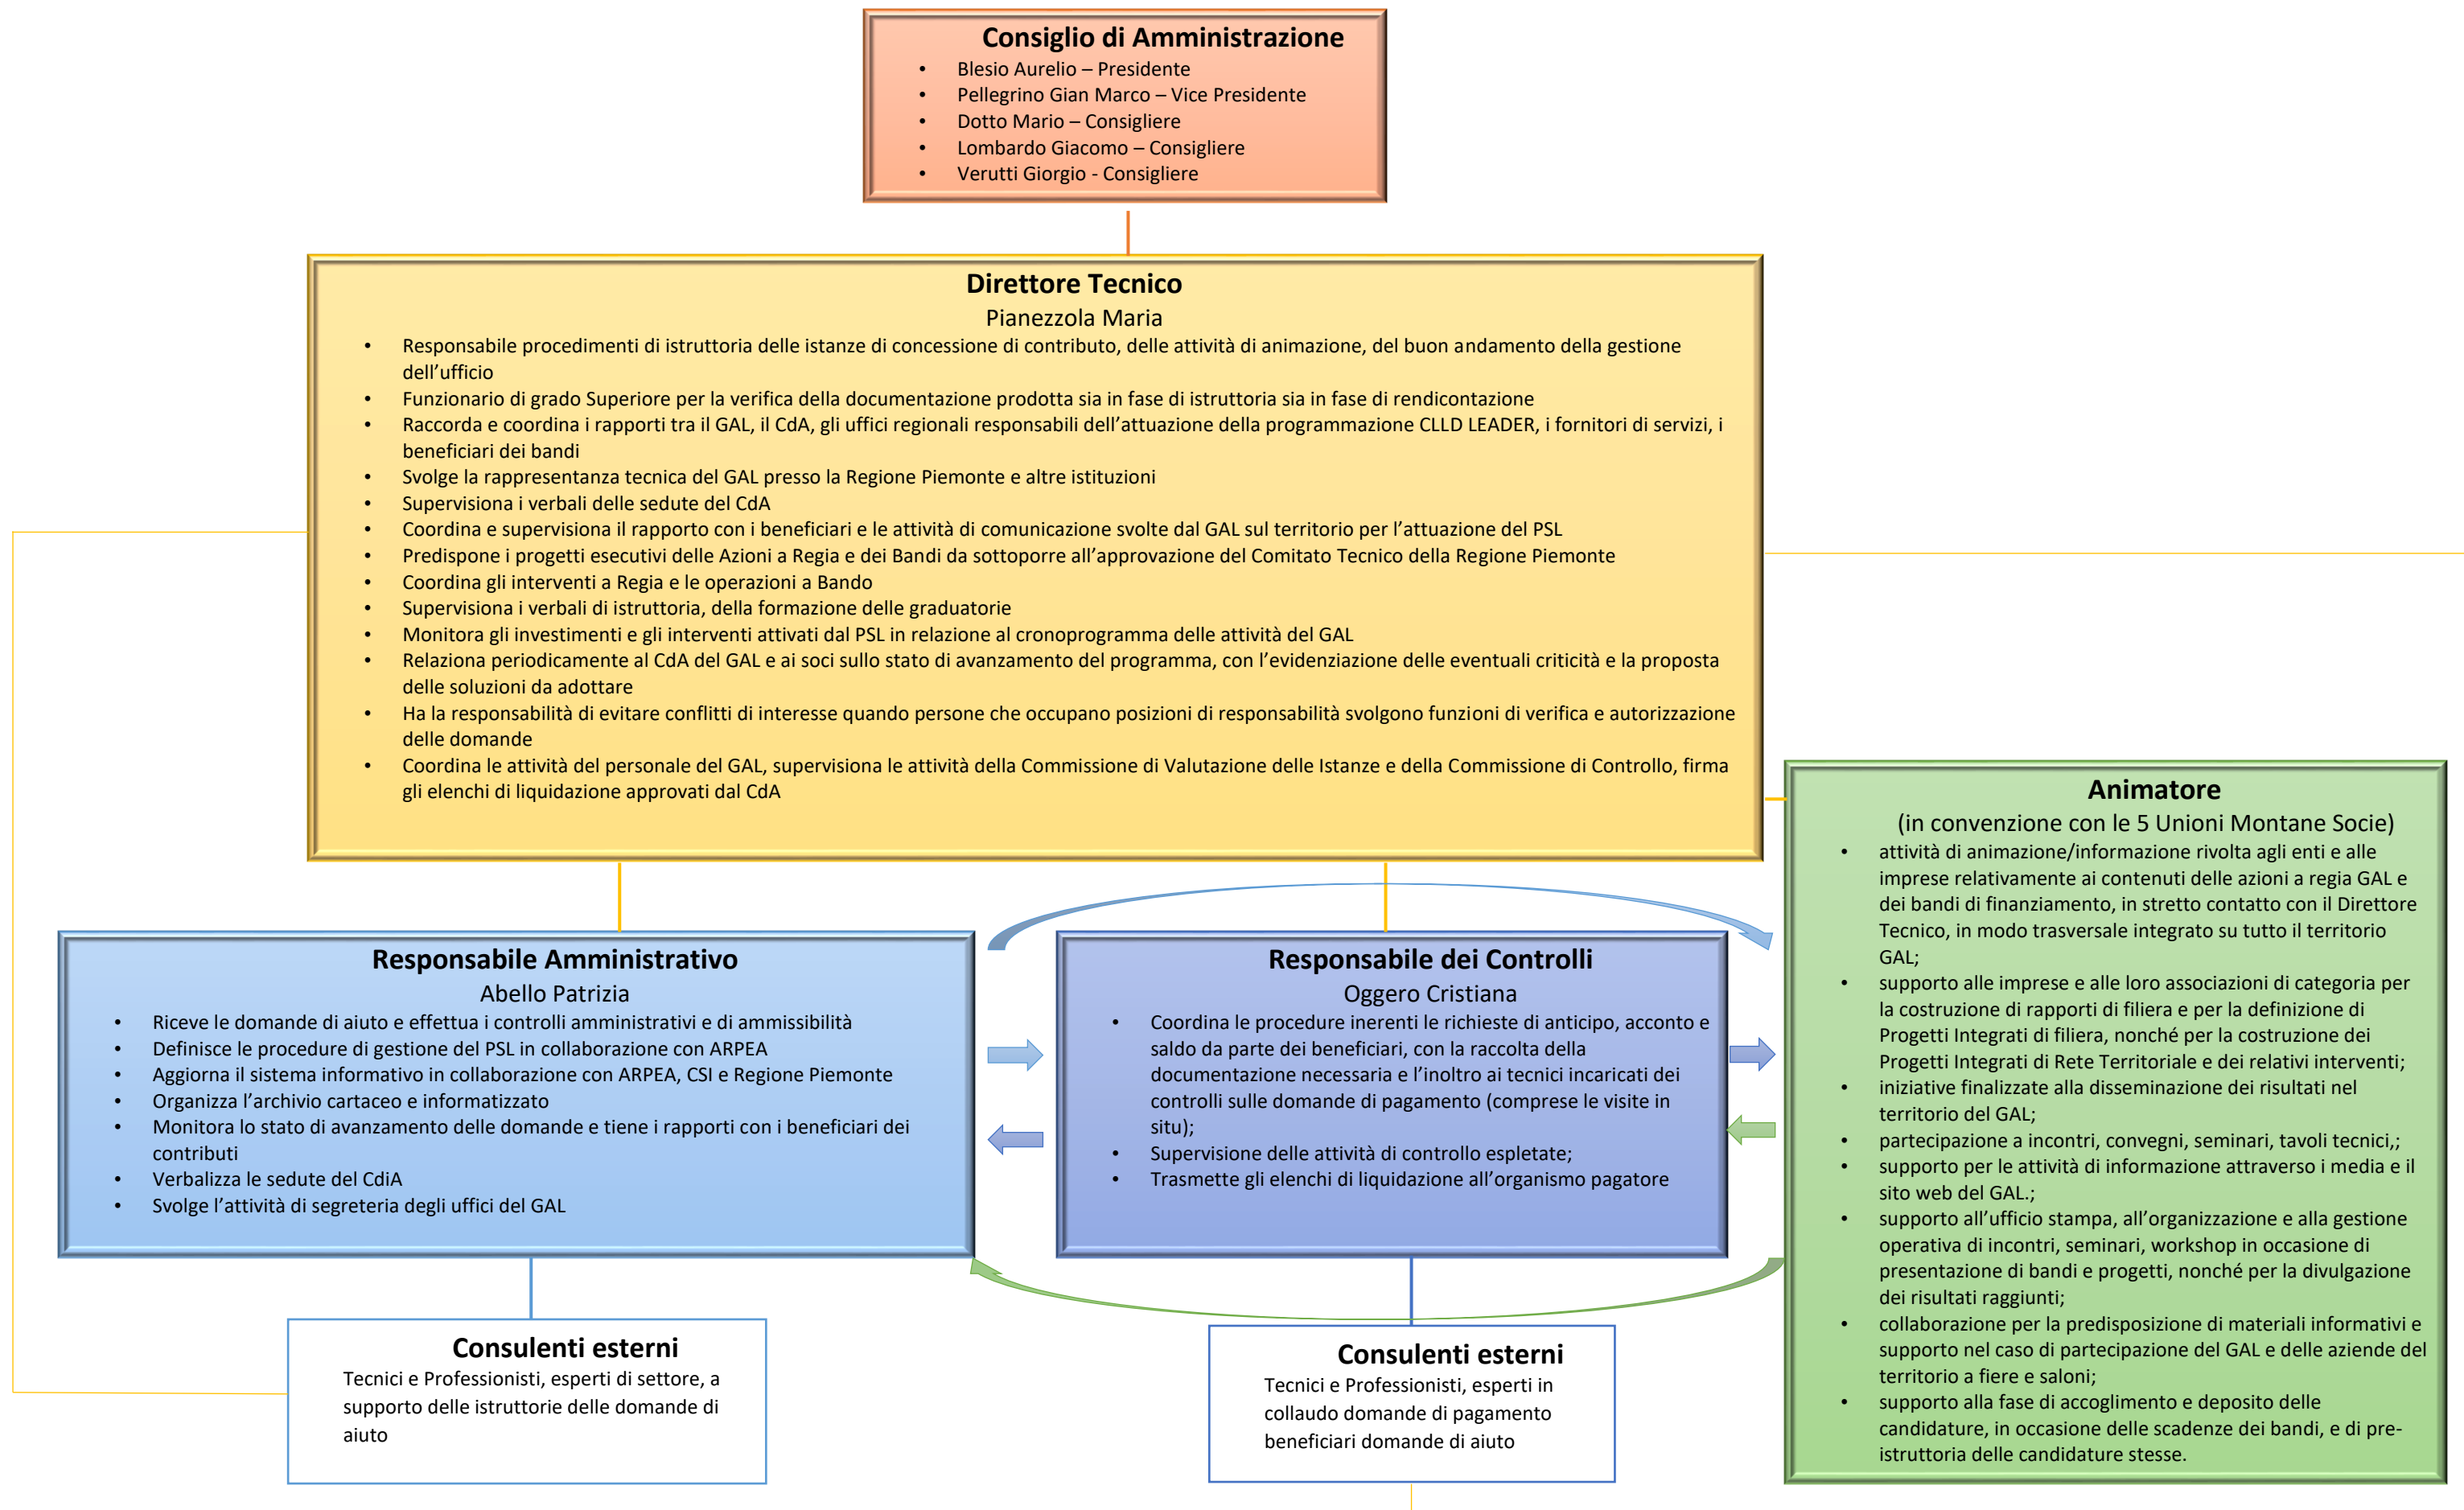 Consiglio di Amministrazione
• Blesio Aurelio – Presidente
• Pellegrino Gian Marco – Vice Presidente
• Dotto Mario – Consigliere
• Lombardo Giacomo – Consigliere
• Verutti Giorgio - Consigliere
Direttore Tecnico
Pianezzola Maria
• Responsabile procedimenti di istruttoria delle istanze di concessione di contributo, delle attività di animazione, del buon andamento della gestione
dell’ufficio
• Funzionario di grado Superiore per la verifica della documentazione prodotta sia in fase di istruttoria sia in fase di rendicontazione
• Raccorda e coordina i rapporti tra il GAL, il CdA, gli uffici regionali responsabili dell’attuazione della programmazione CLLD LEADER, i fornitori di servizi, i
beneficiari dei bandi
• Svolge la rappresentanza tecnica del GAL presso la Regione Piemonte e altre istituzioni
• Supervisiona i verbali delle sedute del CdA
• Coordina e supervisiona il rapporto con i beneficiari e le attività di comunicazione svolte dal GAL sul territorio per l’attuazione del PSL
• Predispone i progetti esecutivi delle Azioni a Regia e dei Bandi da sottoporre all’approvazione del Comitato Tecnico della Regione Piemonte
• Coordina gli interventi a Regia e le operazioni a Bando
• Supervisiona i verbali di istruttoria, della formazione delle graduatorie
• Monitora gli investimenti e gli interventi attivati dal PSL in relazione al cronoprogramma delle attività del GAL
• Relaziona periodicamente al CdA del GAL e ai soci sullo stato di avanzamento del programma, con l’evidenziazione delle eventuali criticità e la proposta
delle soluzioni da adottare
• Ha la responsabilità di evitare conflitti di interesse quando persone che occupano posizioni di responsabilità svolgono funzioni di verifica e autorizzazione
delle domande
• Coordina le attività del personale del GAL, supervisiona le attività della Commissione di Valutazione delle Istanze e della Commissione di Controllo, firma
gli elenchi di liquidazione approvati dal CdA
Responsabile Amministrativo
Abello Patrizia
• Riceve le domande di aiuto e effettua i controlli amministrativi e di ammissibilità
• Definisce le procedure di gestione del PSL in collaborazione con ARPEA
• Aggiorna il sistema informativo in collaborazione con ARPEA, CSI e Regione Piemonte
• Organizza l’archivio cartaceo e informatizzato
• Monitora lo stato di avanzamento delle domande e tiene i rapporti con i beneficiari dei
contributi
• Verbalizza le sedute del CdiA
• Svolge l’attività di segreteria degli uffici del GAL
Responsabile dei Controlli
Oggero Cristiana
• Coordina le procedure inerenti le richieste di anticipo, acconto e
saldo da parte dei beneficiari, con la raccolta della
documentazione necessaria e l’inoltro ai tecnici incaricati dei
controlli sulle domande di pagamento (comprese le visite in
situ);
• Supervisione delle attività di controllo espletate;
• Trasmette gli elenchi di liquidazione all’organismo pagatore
Animatore
(in convenzione con le 5 Unioni Montane Socie)
• attività di animazione/informazione rivolta agli enti e alle
imprese relativamente ai contenuti delle azioni a regia GAL e
dei bandi di finanziamento, in stretto contatto con il Direttore
Tecnico, in modo trasversale integrato su tutto il territorio
GAL;
• supporto alle imprese e alle loro associazioni di categoria per
la costruzione di rapporti di filiera e per la definizione di
Progetti Integrati di filiera, nonché per la costruzione dei
Progetti Integrati di Rete Territoriale e dei relativi interventi;
• iniziative finalizzate alla disseminazione dei risultati nel
territorio del GAL;
• partecipazione a incontri, convegni, seminari, tavoli tecnici,;
• supporto per le attività di informazione attraverso i media e il
sito web del GAL.;
• supporto all’ufficio stampa, all’organizzazione e alla gestione
operativa di incontri, seminari, workshop in occasione di
presentazione di bandi e progetti, nonché per la divulgazione
dei risultati raggiunti;
• collaborazione per la predisposizione di materiali informativi e
supporto nel caso di partecipazione del GAL e delle aziende del
territorio a fiere e saloni;
• supporto alla fase di accoglimento e deposito delle
candidature, in occasione delle scadenze dei bandi, e di pre-
istruttoria delle candidature stesse.
Consulenti esterni
Tecnici e Professionisti, esperti di settore, a
supporto delle istruttorie delle domande di
aiuto
Consulenti esterni
Tecnici e Professionisti, esperti in
collaudo domande di pagamento
beneficiari domande di aiuto